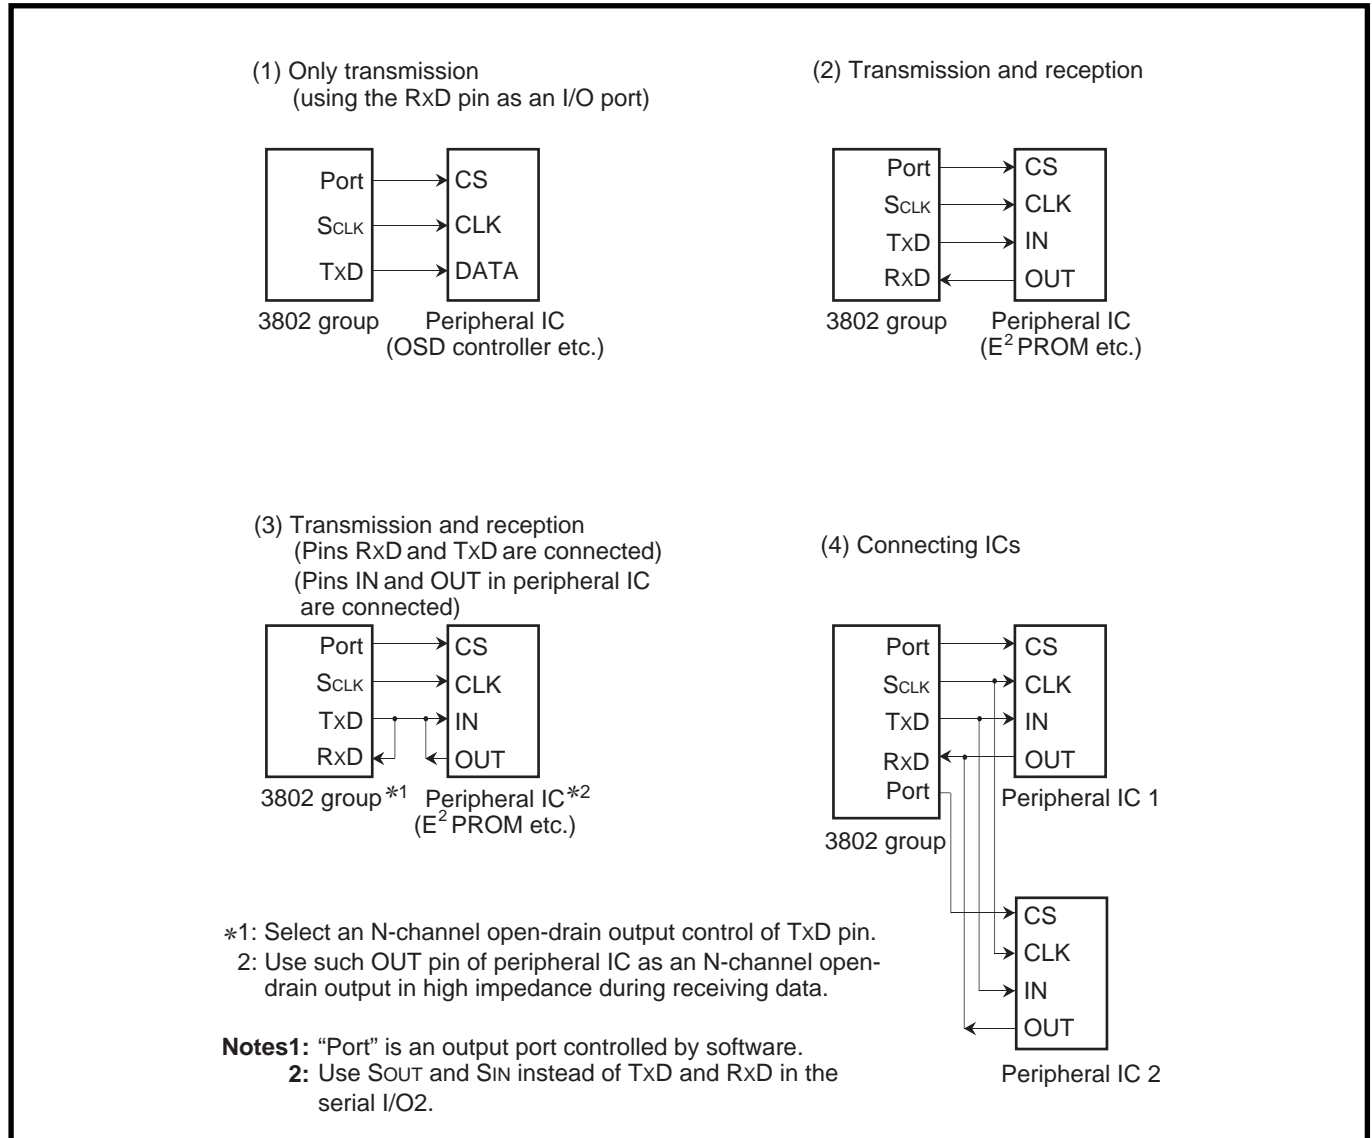 (1) Only transmission
(using the RxD pin as an I/O port)
Port
SCLK
TxD
CS
CLK
DATA
3802 group
Peripheral IC
(OSD controller etc.)
(2) Transmission and reception
Port
SCLK
TxD
RxD
CS
CLK
IN
OUT
3802 group
Peripheral IC
(E2 PROM etc.)
(3) Transmission and reception
(Pins RxD and TxD are connected)
(Pins IN and OUT in peripheral IC
are connected)
Port
SCLK
TxD
RxD
CS
CLK
IN
OUT
3802 group *1
Peripheral IC*2
(E2 PROM etc.)
(4) Connecting ICs
Port
SCLK
TxD
RxD
Port
CS
CLK
IN
OUT
3802 group
Peripheral IC 1
CS
CLK
IN
OUT
Peripheral IC 2
*1: Select an N-channel open-drain output control of TxD pin.
2: Use such OUT pin of peripheral IC as an N-channel open-
drain output in high impedance during receiving data.
Notes1: “Port” is an output port controlled by software.
2: Use SOUT and SIN instead of TxD and RxD in the
serial I/O2.